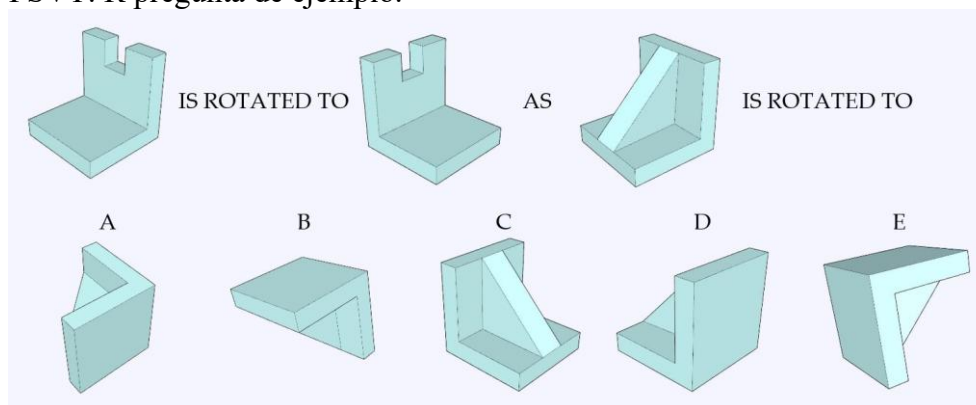 IS ROTATED TO AS IS ROTATED TO
A B C D E